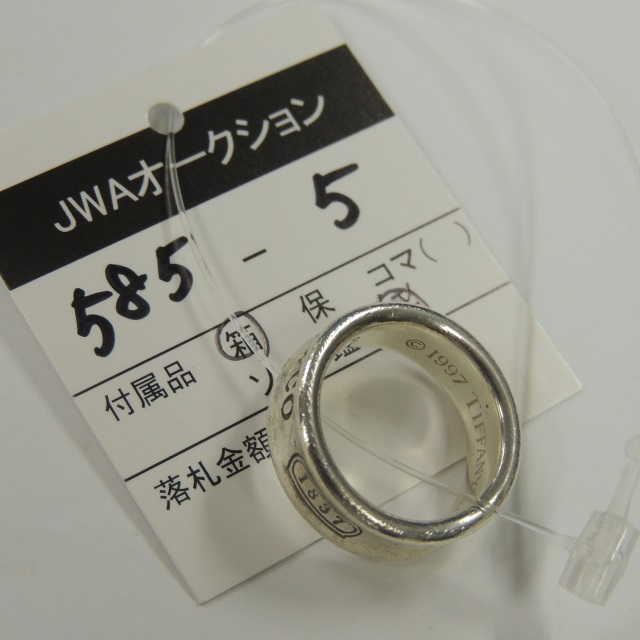 JWAオークション
585 - 5
付属品 箱 保 コマ( )
落札金額
© 1997 TIFFANY
1837